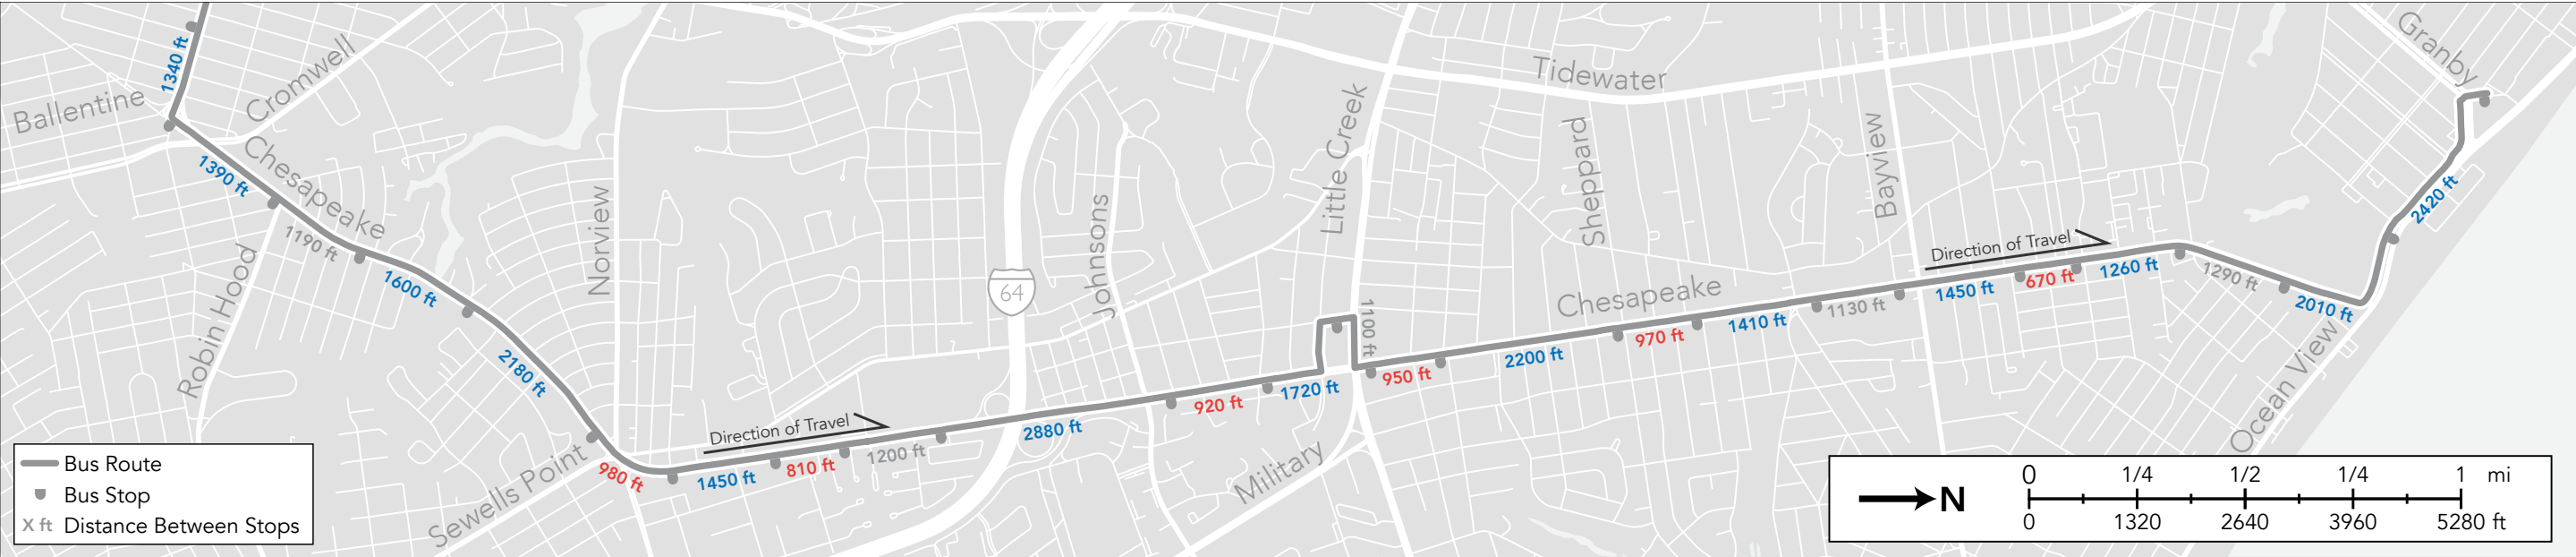 1340 ft
Ballentine
Cromwell
Chesapeake
1390 ft
1190 ft
Robin Hood
1600 ft
2180 ft
Norview
Sewells Point
980 ft
Direction of Travel
1450 ft
810 ft
1200 ft
64
2880 ft
Johnsons
920 ft
1720 ft
Military
Little Creek
1100 ft
950 ft
Tidewater
Sheppard
Chesapeake
2200 ft
970 ft
1410 ft
1130 ft
Bayview
Direction of Travel
1450 ft
670 ft
1260 ft
1290 ft
2010 ft
Ocean View
2420 ft
Granby
Bus Route
Bus Stop
X ft Distance Between Stops
N
0 1/4 1/2 1/4 1 mi
0 1320 2640 3960 5280 ft